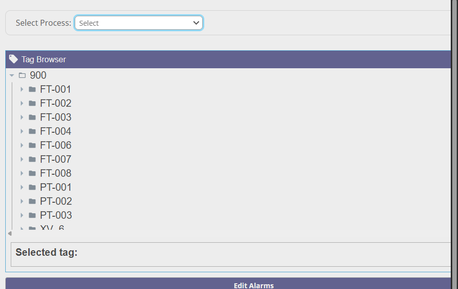 Select Process: Select
Tag Browser
900
FT-001
FT-002
FT-003
FT-004
FT-006
FT-007
FT-008
PT-001
PT-002
PT-003
Selected tag:
Edit Alarms